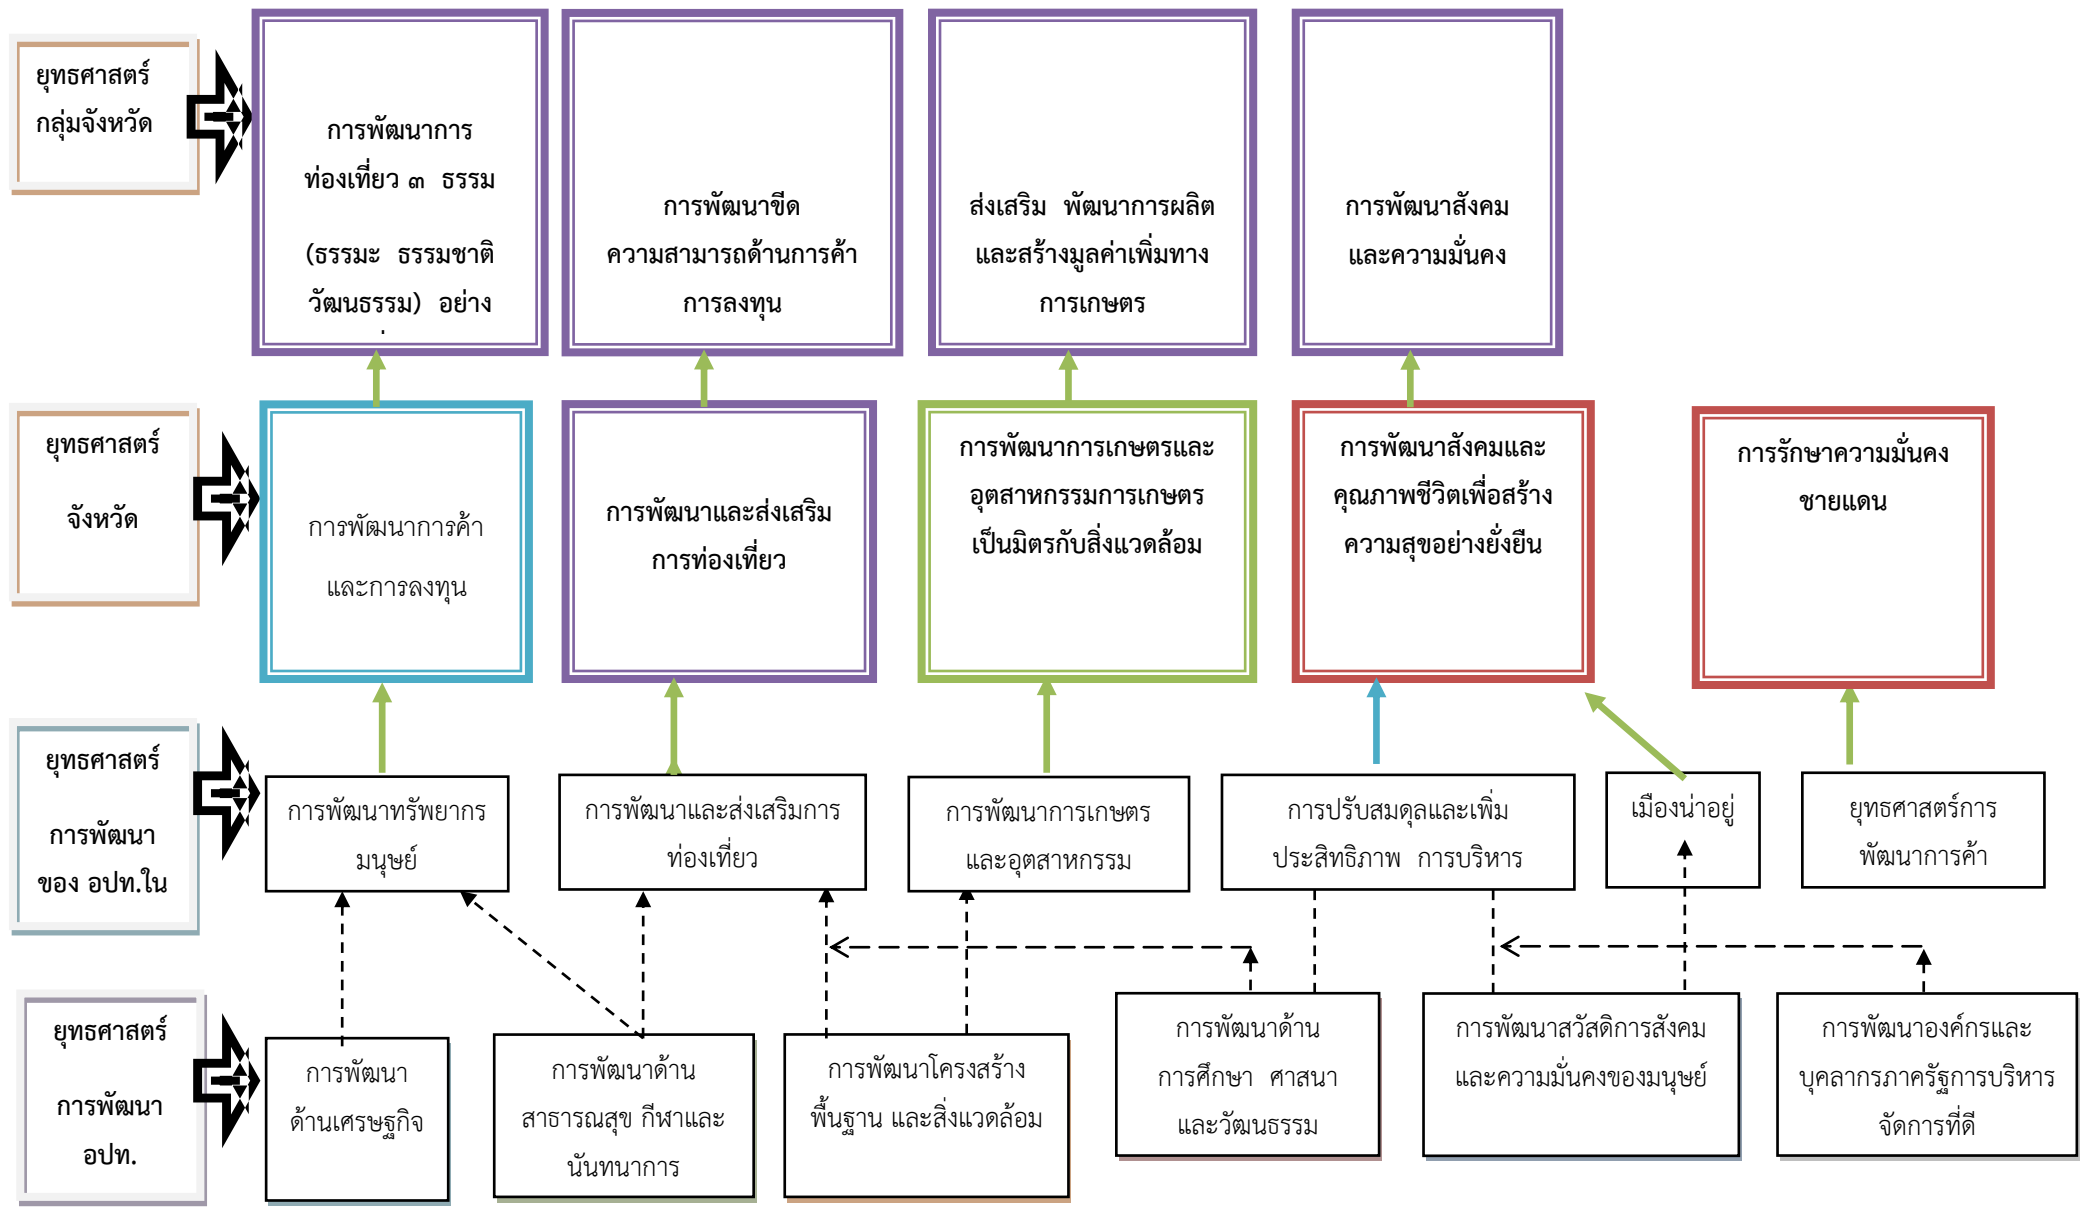 ยุทธศาสตร์
กลุ่มจังหวัด
การพัฒนาการ
ท่องเที่ยว ๓ ธรรม
(ธรรมะ ธรรมชาติ
วัฒนธรรม) อย่าง
การพัฒนาขีด
ความสามารถด้านการค้า
การลงทุน
ส่งเสริม พัฒนาการผลิต
และสร้างมูลค่าเพิ่มทาง
การเกษตร
การพัฒนาสังคม
และความมั่นคง
ยุทธศาสตร์
จังหวัด
การพัฒนาการค้า
และการลงทุน
การพัฒนาและส่งเสริม
การท่องเที่ยว
การพัฒนาการเกษตรและ
อุตสาหกรรมการเกษตร
เป็นมิตรกับสิ่งแวดล้อม
การพัฒนาสังคมและ
คุณภาพชีวิตเพื่อสร้าง
ความสุขอย่างยั่งยืน
การรักษาความมั่นคง
ชายแดน
ยุทธศาสตร์
การพัฒนา
ของ อปท.ใน
การพัฒนาทรัพยากร
มนุษย์
การพัฒนาและส่งเสริมการ
ท่องเที่ยว
การพัฒนาการเกษตร
และอุตสาหกรรม
การปรับสมดุลและเพิ่ม
ประสิทธิภาพ การบริหาร
เมืองน่าอยู่
ยุทธศาสตร์การ
พัฒนาการค้า
ยุทธศาสตร์
การพัฒนา
อปท.
การพัฒนา
ด้านเศรษฐกิจ
การพัฒนาด้าน
สาธารณสุข กีฬาและ
นันทนาการ
การพัฒนาโครงสร้าง
พื้นฐาน และสิ่งแวดล้อม
การพัฒนาด้าน
การศึกษา ศาสนา
และวัฒนธรรม
การพัฒนาสวัสดิการสังคม
และความมั่นคงของมนุษย์
การพัฒนาองค์กรและ
บุคลากรภาครัฐการบริหาร
จัดการที่ดี